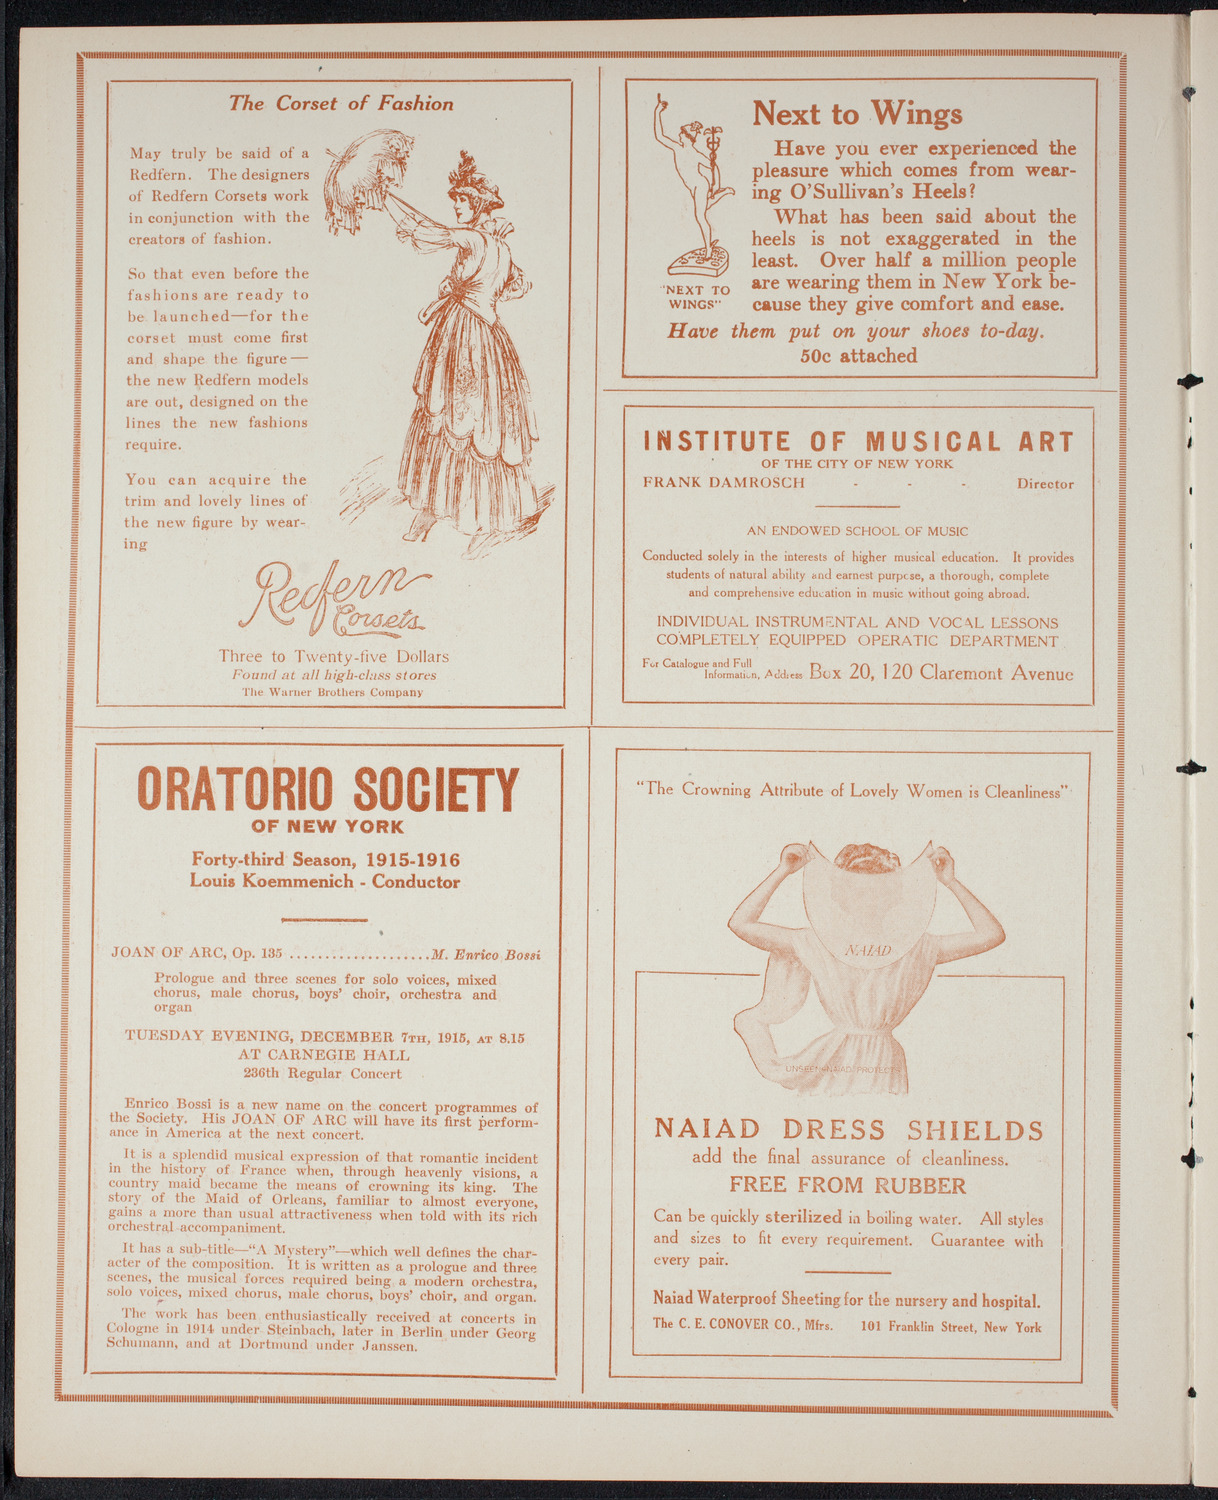 The Corset of Fashion
May truly be said of a
Redfern. The designers
of Redfern Corsets work
in conjunction with the
creators of fashion.
So that even before the
fashions are ready to
be launched—for the
corset must come first
and shape the figure—
the new Redfern models
are out, designed on the
lines the new fashions
require.
You can acquire the
trim and lovely lines of
the new figure by wear-
ing
Redfern
Corsets
Three to Twenty-five Dollars
Found at all high-class stores
The Warner Brothers Company
Next to Wings
Have you ever experienced the
pleasure which comes from wear-
ing O'Sullivan's Heels?
What has been said about the
heels is not exaggerated in the
least. Over half a million people
are wearing them in New York be-
cause they give comfort and ease.
"NEXT TO
WINGS"
Have them put on your shoes to-day.
50c attached
INSTITUTE OF MUSICAL ART
OF THE CITY OF NEW YORK
FRANK DAMROSCH - - - Director
AN ENDOWED SCHOOL OF MUSIC
Conducted solely in the interests of higher musical education. It provides
students of natural ability and earnest purpose, a thorough, complete
and comprehensive education in music without going abroad.
INDIVIDUAL INSTRUMENTAL AND VOCAL LESSONS
COMPLETELY EQUIPPED OPERATIC DEPARTMENT
For Catalogue and Full
Information, Address Box 20, 120 Claremont Avenue
ORATORIO SOCIETY
OF NEW YORK
Forty-third Season, 1915-1916
Louis Koemmenich - Conductor
JOAN OF ARC, Op. 135 ....................M. Enrico Bossi
Prologue and three scenes for solo voices, mixed
chorus, male chorus, boys' choir, orchestra and
organ
TUESDAY EVENING, DECEMBER 7TH, 1915, AT 8.15
AT CARNEGIE HALL
236th Regular Concert
Enrico Bossi is a new name on the concert programmes of
the Society. His JOAN OF ARC will have its first perform-
ance in America at the next concert.
It is a splendid musical expression of that romantic incident
in the history of France when, through heavenly visions, a
country maid became the means of crowning its king. The
story of the Maid of Orleans, familiar to almost everyone,
gains a more than usual attractiveness when told with its rich
orchestral accompaniment.
It has a sub-title—"A Mystery"—which well defines the char-
acter of the composition. It is written as a prologue and three
scenes, the musical forces required being a modern orchestra,
solo voices, mixed chorus, male chorus, boys' choir, and organ.
The work has been enthusiastically received at concerts in
Cologne in 1914 under Steinbach, later in Berlin under Georg
Schumann, and at Dortmund under Janssen.
"The Crowning Attribute of Lovely Women is Cleanliness"
NAIAD
UNSEEN NAIAD PROTECTS
NAIAD DRESS SHIELDS
add the final assurance of cleanliness.
FREE FROM RUBBER
Can be quickly sterilized in boiling water. All styles
and sizes to fit every requirement. Guarantee with
every pair.
Naiad Waterproof Sheeting for the nursery and hospital.
The C. E. CONOVER CO., Mfrs. 101 Franklin Street, New York